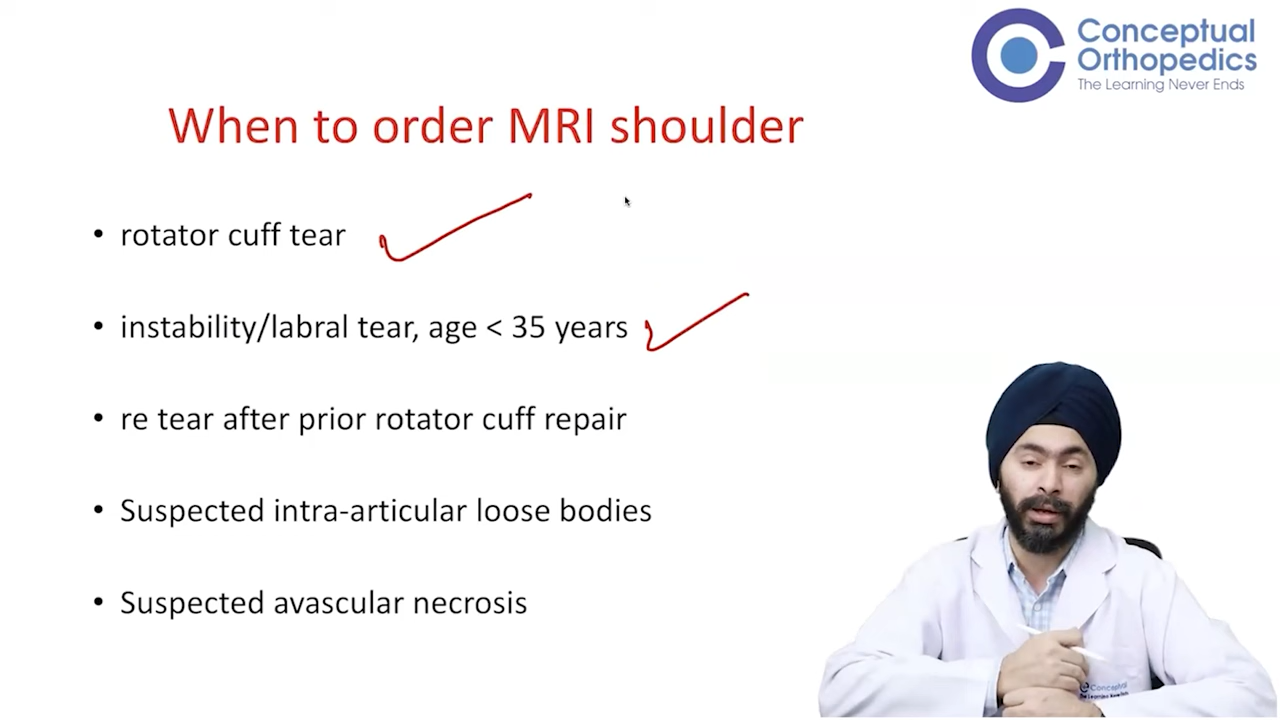 Conceptual
Orthopedics
The Learning Never Ends
When to order MRI shoulder
• rotator cuff tear
• instability/labral tear, age < 35 years
• re tear after prior rotator cuff repair
• Suspected intra-articular loose bodies
• Suspected avascular necrosis
Conceptual